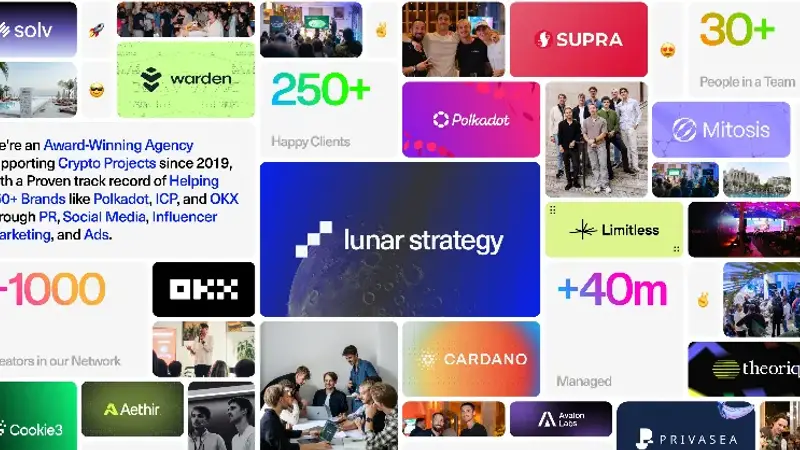 solv
warden
250+
Happy Clients
SUPRA
30+
People in a Team
Polkadot
Mitosis
e're an Award-Winning Agency
pporting Crypto Projects since 2019,
th a Proven track record of Helping
50+ Brands like Polkadot, ICP, and OKX
rough PR, Social Media, Influencer
arketing, and Ads.
lunar strategy
Limitless
+1000
eators in our Network
OKX
CARDANO
+40m
Managed
theoriq
Cookie3
Aethir
Avalon
Labs
PRIVASEA